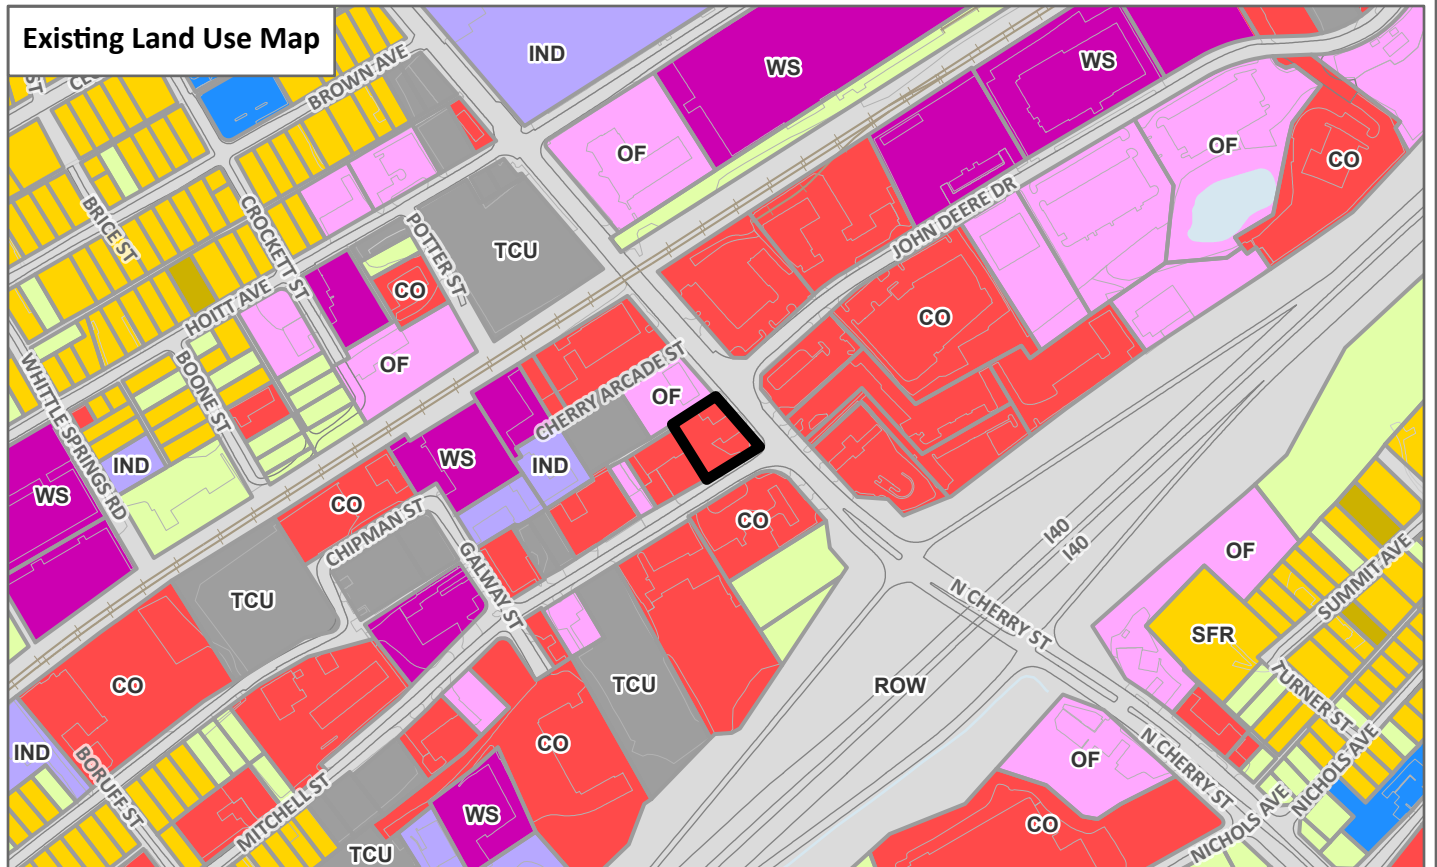 Existing Land Use Map
ST
BROWN AVE
IND
WS
WS
OF
OF
CO
BRICE ST
CROCKETT ST
POTTER ST
TCU
JOHN DEERE DR
CO
HOITT AVE
CO
WHITTLE SPRINGS RD
BOONE ST
OF
CHERRY ARCADE ST
OF
IND
WS
IND
WS
CO
CO
CHIPMAN ST
GALWAY ST
I40
I40
OF
SUMMIT AVE
N CHERRY ST
TCU
SFR
CO
TCU
ROW
TURNER ST
IND
BORUFF ST
CO
OF
N CHERRY ST
NICHOLS AVE
MITCHELL ST
WS
CO
NICHOLS AVE
TCU